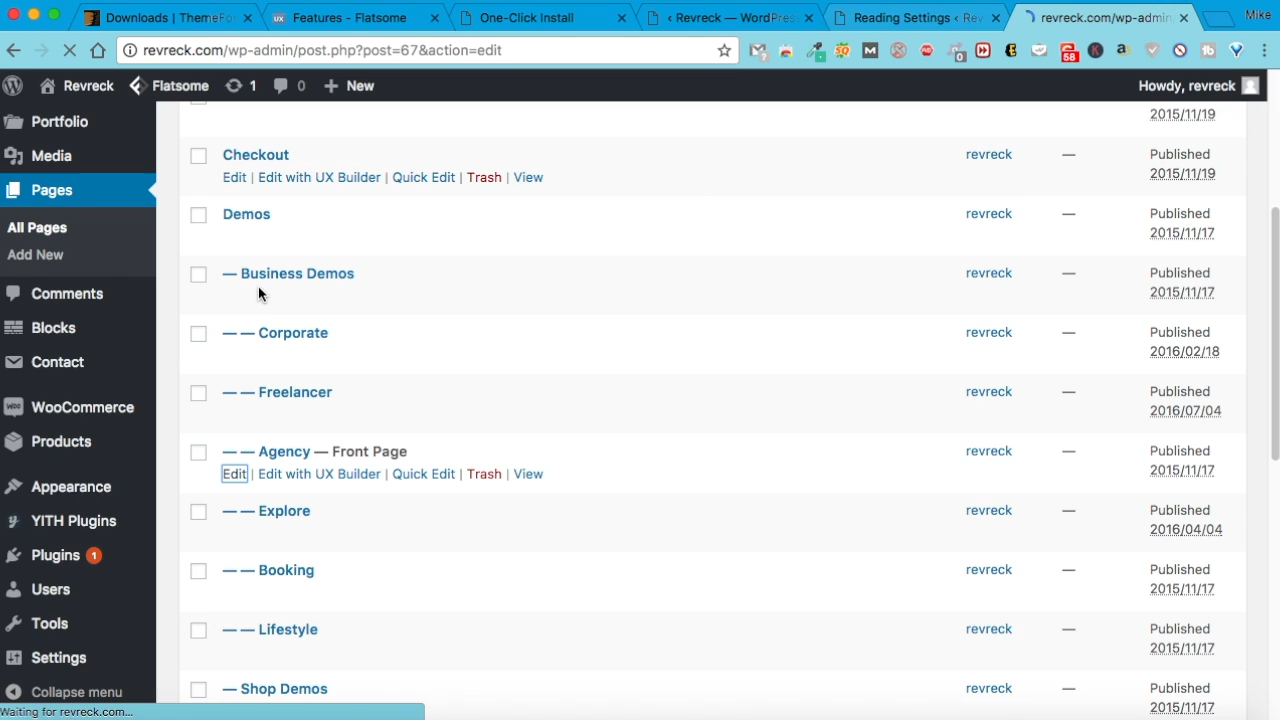 Downloads | ThemeFo
Features - Flatsome
One-Click Install
‹ Revreck — WordPres
Reading Settings ‹ Rev
revreck.com/wp-admin
Mike
revreck.com/wp-admin/post.php?post=67&action=edit
Revreck Flatsome 1 0 New
Howdy, revreck
Portfolio
Media
Pages
All Pages
Add New
Comments
Blocks
Contact
WooCommerce
Products
Appearance
YITH Plugins
Plugins 1
Users
Tools
Settings
Collapse menu
2015/11/19
Checkout revreck — Published
Edit | Edit with UX Builder | Quick Edit | Trash | View 2015/11/19
Demos revreck — Published
2015/11/17
— Business Demos revreck — Published
2015/11/17
— — Corporate revreck — Published
2016/02/18
— — Freelancer revreck — Published
2016/07/04
— — Agency — Front Page revreck — Published
Edit | Edit with UX Builder | Quick Edit | Trash | View 2015/11/17
— — Explore revreck — Published
2016/04/04
— — Booking revreck — Published
2015/11/17
— — Lifestyle revreck — Published
2015/11/17
— Shop Demos revreck — Published
2015/11/17
Waiting for revreck.com...